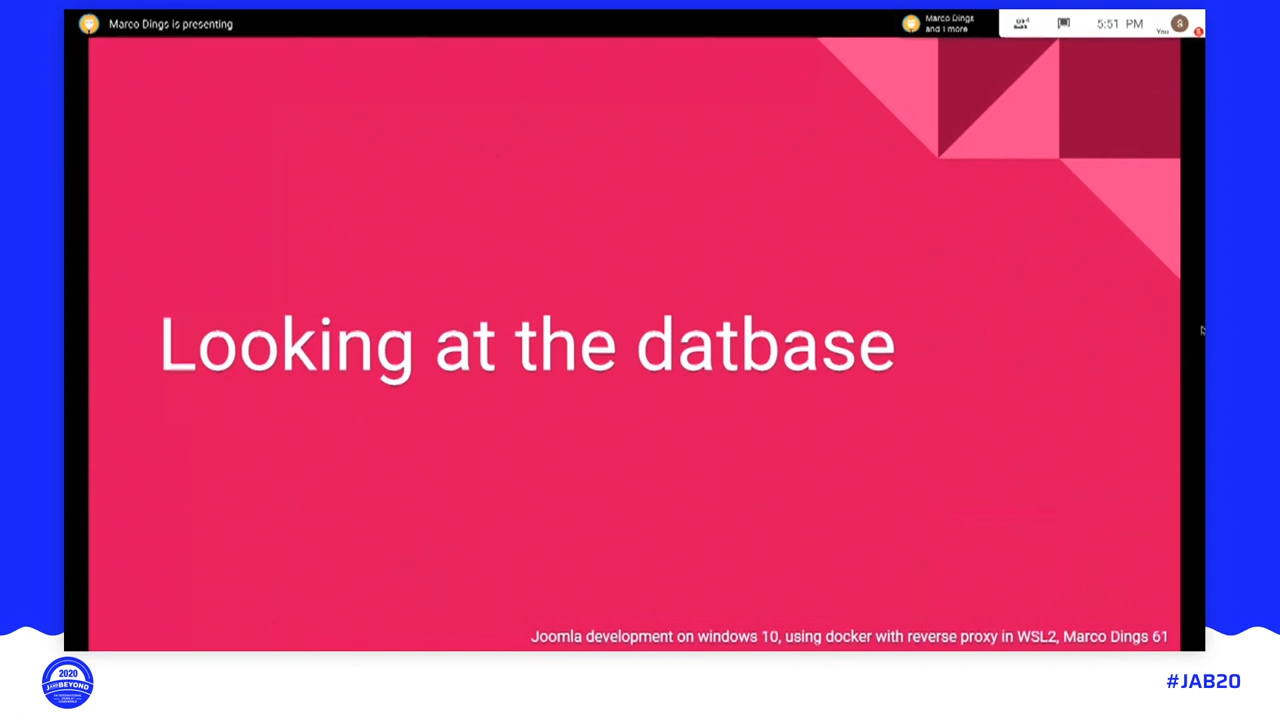 Marco Dings is presenting
Marco Dings
and 1 more
5:51 PM
You
S
Looking at the datbase
Joomla development on windows 10, using docker with reverse proxy in WSL2, Marco Dings 61
2020
JANDBEYOND
#JAB20